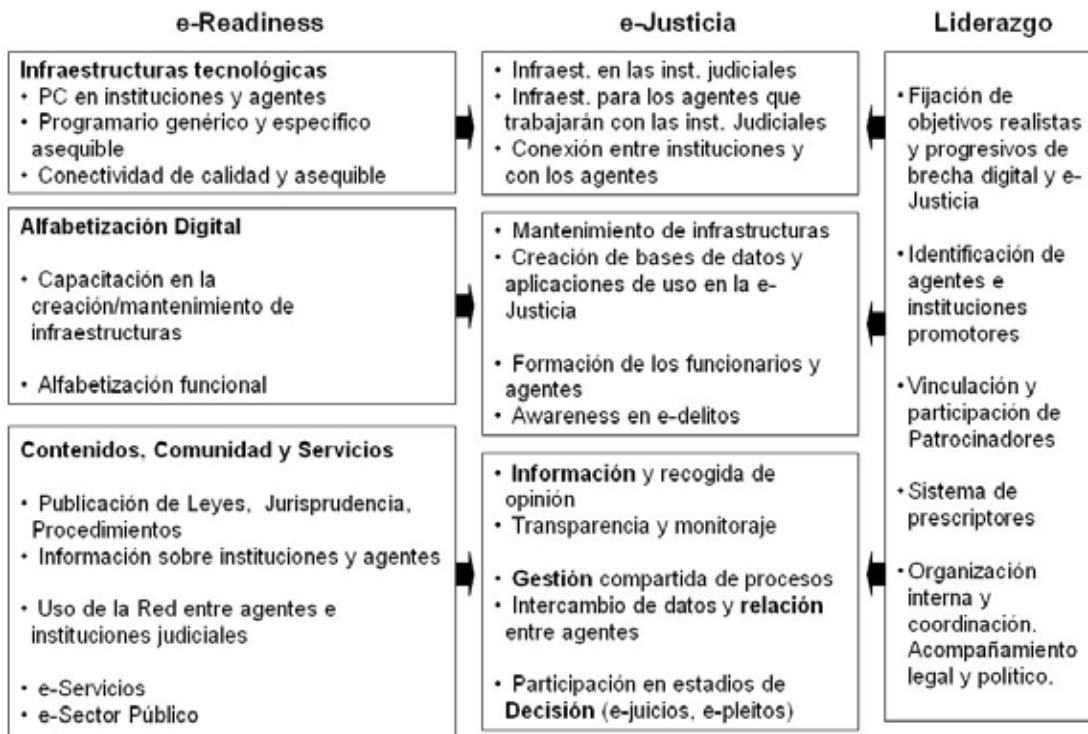 e-Readiness
Infraestructuras tecnológicas
• PC en instituciones y agentes
• Programario genérico y específico
asequible
• Conectividad de calidad y asequible
Alfabetización Digital
• Capacitación en la
creación/mantenimiento de
infraestructuras
• Alfabetización funcional
Contenidos, Comunidad y Servicios
• Publicación de Leyes, Jurisprudencia,
Procedimientos
• Información sobre instituciones y agentes
• Uso de la Red entre agentes e
instituciones judiciales
• e-Servicios
• e-Sector Público
e-Justicia
• Infraest. en las inst. judiciales
• Infraest. para los agentes que
trabajarán con las inst. Judiciales
• Conexión entre instituciones y
con los agentes
• Mantenimiento de infrastructuras
• Creación de bases de datos y
aplicaciones de uso en la e-
Justicia
• Formación de los funcionarios y
agentes
• Awareness en e-delitos
• Información y recogida de
opinión
• Transparencia y monitoraje
• Gestión compartida de procesos
• Intercambio de datos y relación
entre agentes
• Participación en estadios de
Decisión (e-juicios, e-pleitos)
Liderazgo
• Fijación de
objetivos realistas
y progresivos de
brecha digital y e-
Justicia
• Identificación de
agentes e
instituciones
promotores
• Vinculación y
participación de
Patrocinadores
• Sistema de
prescriptores
• Organización
interna y
coordinación.
Acompañamiento
legal y político.